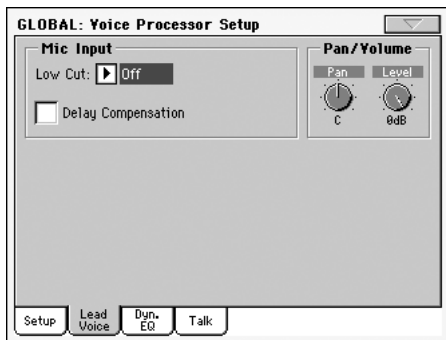 GLOBAL: Voice Processor Setup
Mic Input
Low Cut: Off
Delay Compensation
Pan/Volume
Pan Level
C 0dB
Setup Lead Voice Dyn. EQ Talk